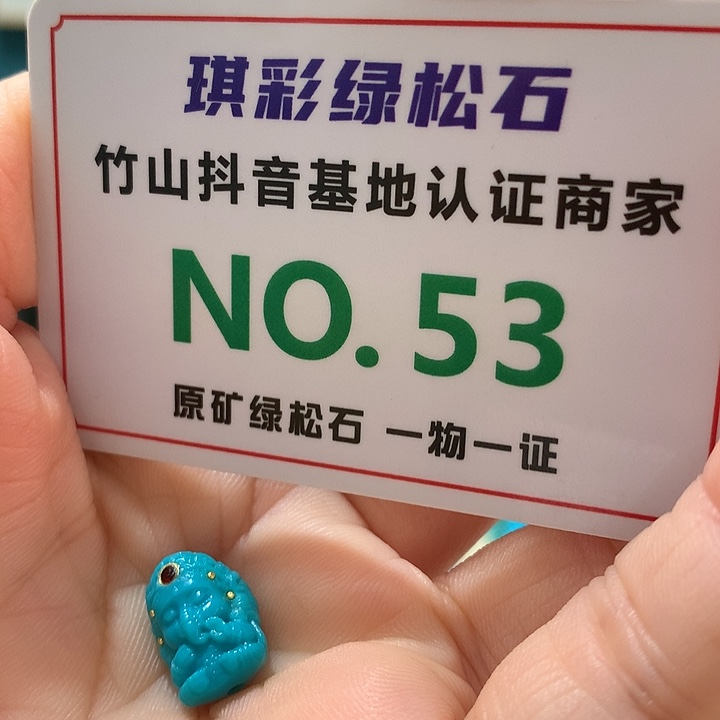 琪彩绿松石
竹山抖音基地认证商家
NO.53
原矿绿松石 一物一证